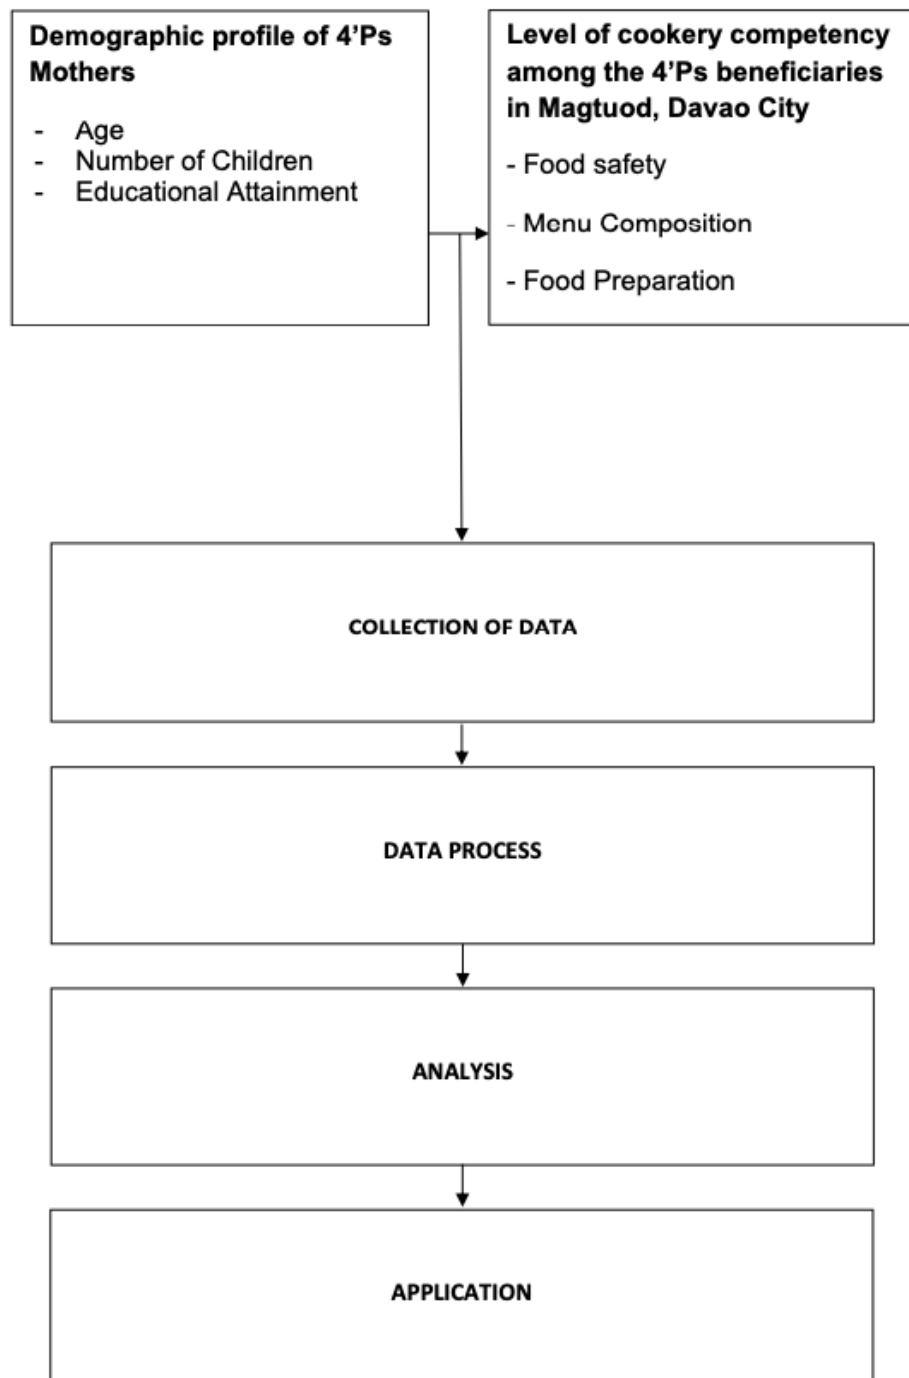 Demographic profile of 4'Ps
Mothers
- Age
- Number of Children
- Educational Attainment
Level of cookery competency
among the 4'Ps beneficiaries
in Magtuod, Davao City
- Food safety
- Menu Composition
- Food Preparation
COLLECTION OF DATA
DATA PROCESS
ANALYSIS
APPLICATION